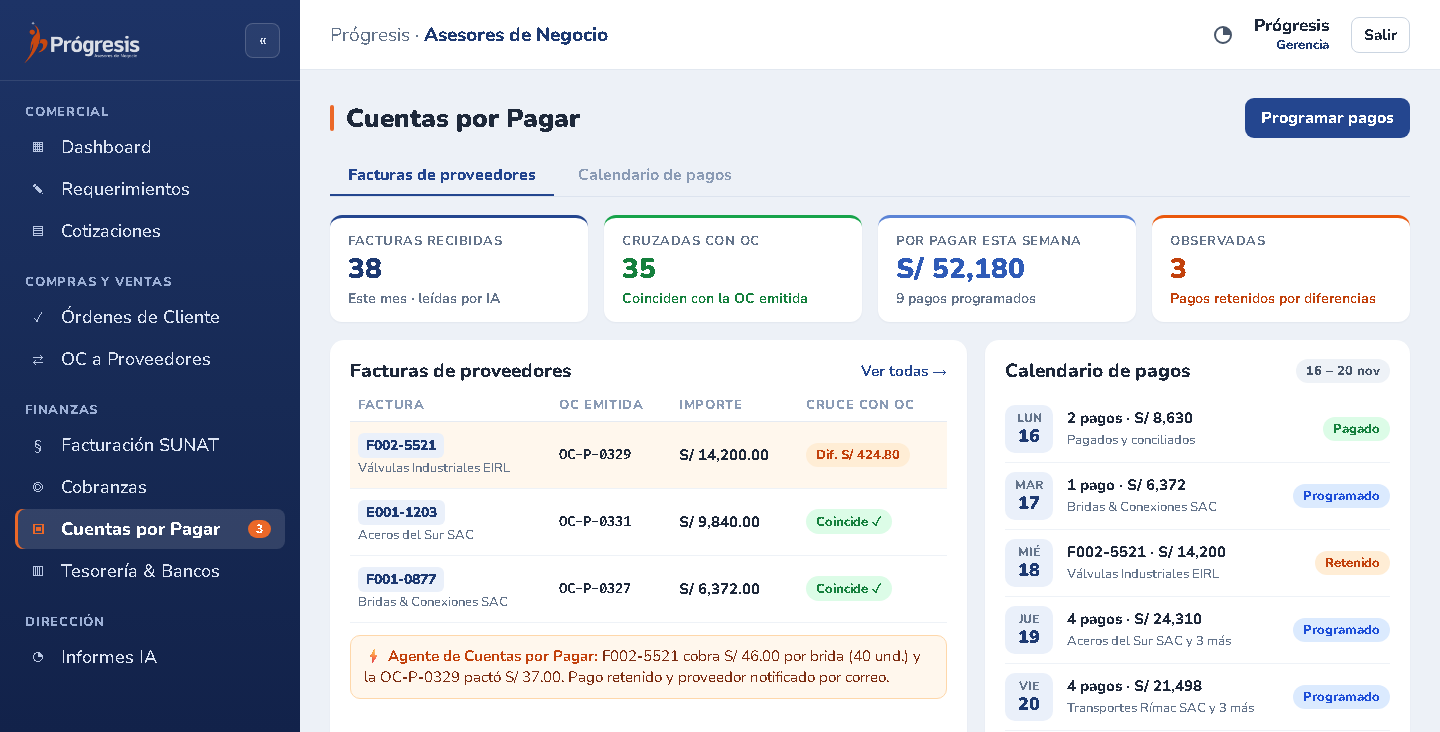 Prógresis
Asesores de Negocio
«
COMERCIAL
Dashboard
Requerimientos
Cotizaciones
COMPRAS Y VENTAS
Órdenes de Cliente
OC a Proveedores
FINANZAS
§ Facturación SUNAT
Cobranzas
Cuentas por Pagar 3
Tesorería & Bancos
DIRECCIÓN
Informes IA
Prógresis · Asesores de Negocio
Prógresis
Gerencia
Salir
Cuentas por Pagar
Programar pagos
Facturas de proveedores Calendario de pagos
FACTURAS RECIBIDAS
38
Este mes · leídas por IA
CRUZADAS CON OC
35
Coinciden con la OC emitida
POR PAGAR ESTA SEMANA
S/ 52,180
9 pagos programados
OBSERVADAS
3
Pagos retenidos por diferencias
Facturas de proveedores Ver todas →
FACTURA OC EMITIDA IMPORTE CRUCE CON OC
F002-5521
Válvulas Industriales EIRL
OC-P-0329 S/ 14,200.00 Dif. S/ 424.80
E001-1203
Aceros del Sur SAC
OC-P-0331 S/ 9,840.00 Coincide ✓
F001-0877
Bridas & Conexiones SAC
OC-P-0327 S/ 6,372.00 Coincide ✓
Agente de Cuentas por Pagar: F002-5521 cobra S/ 46.00 por brida (40 und.) y
la OC-P-0329 pactó S/ 37.00. Pago retenido y proveedor notificado por correo.
Calendario de pagos 16 – 20 nov
LUN
16
2 pagos · S/ 8,630
Pagados y conciliados
Pagado
MAR
17
1 pago · S/ 6,372
Bridas & Conexiones SAC
Programado
MIÉ
18
F002-5521 · S/ 14,200
Válvulas Industriales EIRL
Retenido
JUE
19
4 pagos · S/ 24,310
Aceros del Sur SAC y 3 más
Programado
VIE
20
4 pagos · S/ 21,498
Transportes Rímac SAC y 3 más
Programado